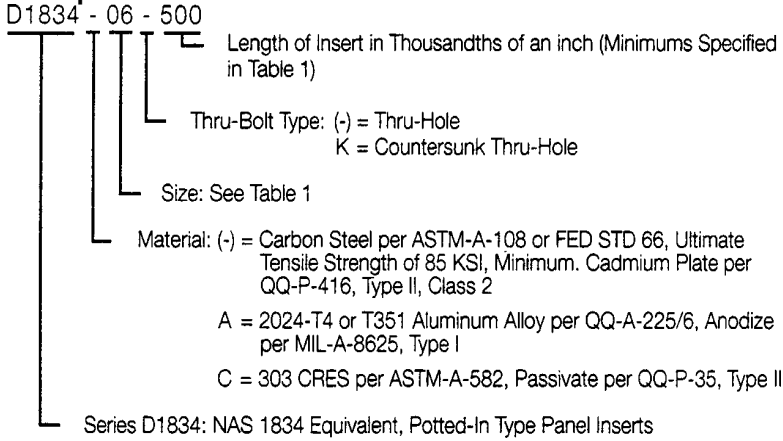 D1834 - 06 - 500
Length of Insert in Thousandths of an inch (Minimums Specified
in Table 1)
Thru-Bolt Type: (-) = Thru-Hole
K = Countersunk Thru-Hole
Size: See Table 1
Material: (-) = Carbon Steel per ASTM-A-108 or FED STD 66, Ultimate
Tensile Strength of 85 KSI, Minimum. Cadmium Plate per
QQ-P-416, Type II, Class 2
A = 2024-T4 or T351 Aluminum Alloy per QQ-A-225/6, Anodize
per MIL-A-8625, Type I
C = 303 CRES per ASTM-A-582, Passivate per QQ-P-35, Type II
Series D1834: NAS 1834 Equivalent, Potted-In Type Panel Inserts